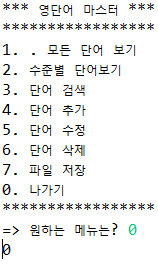 *** 영단어 마스터 ***
*****************
1. . 모든 단어 보기
2. 수준별 단어보기
3. 단어 검색
4. 단어 추가
5. 단어 수정
6. 단어 삭제
7. 파일 저장
0. 나가기
*****************
=> 원하는 메뉴는? 0
0